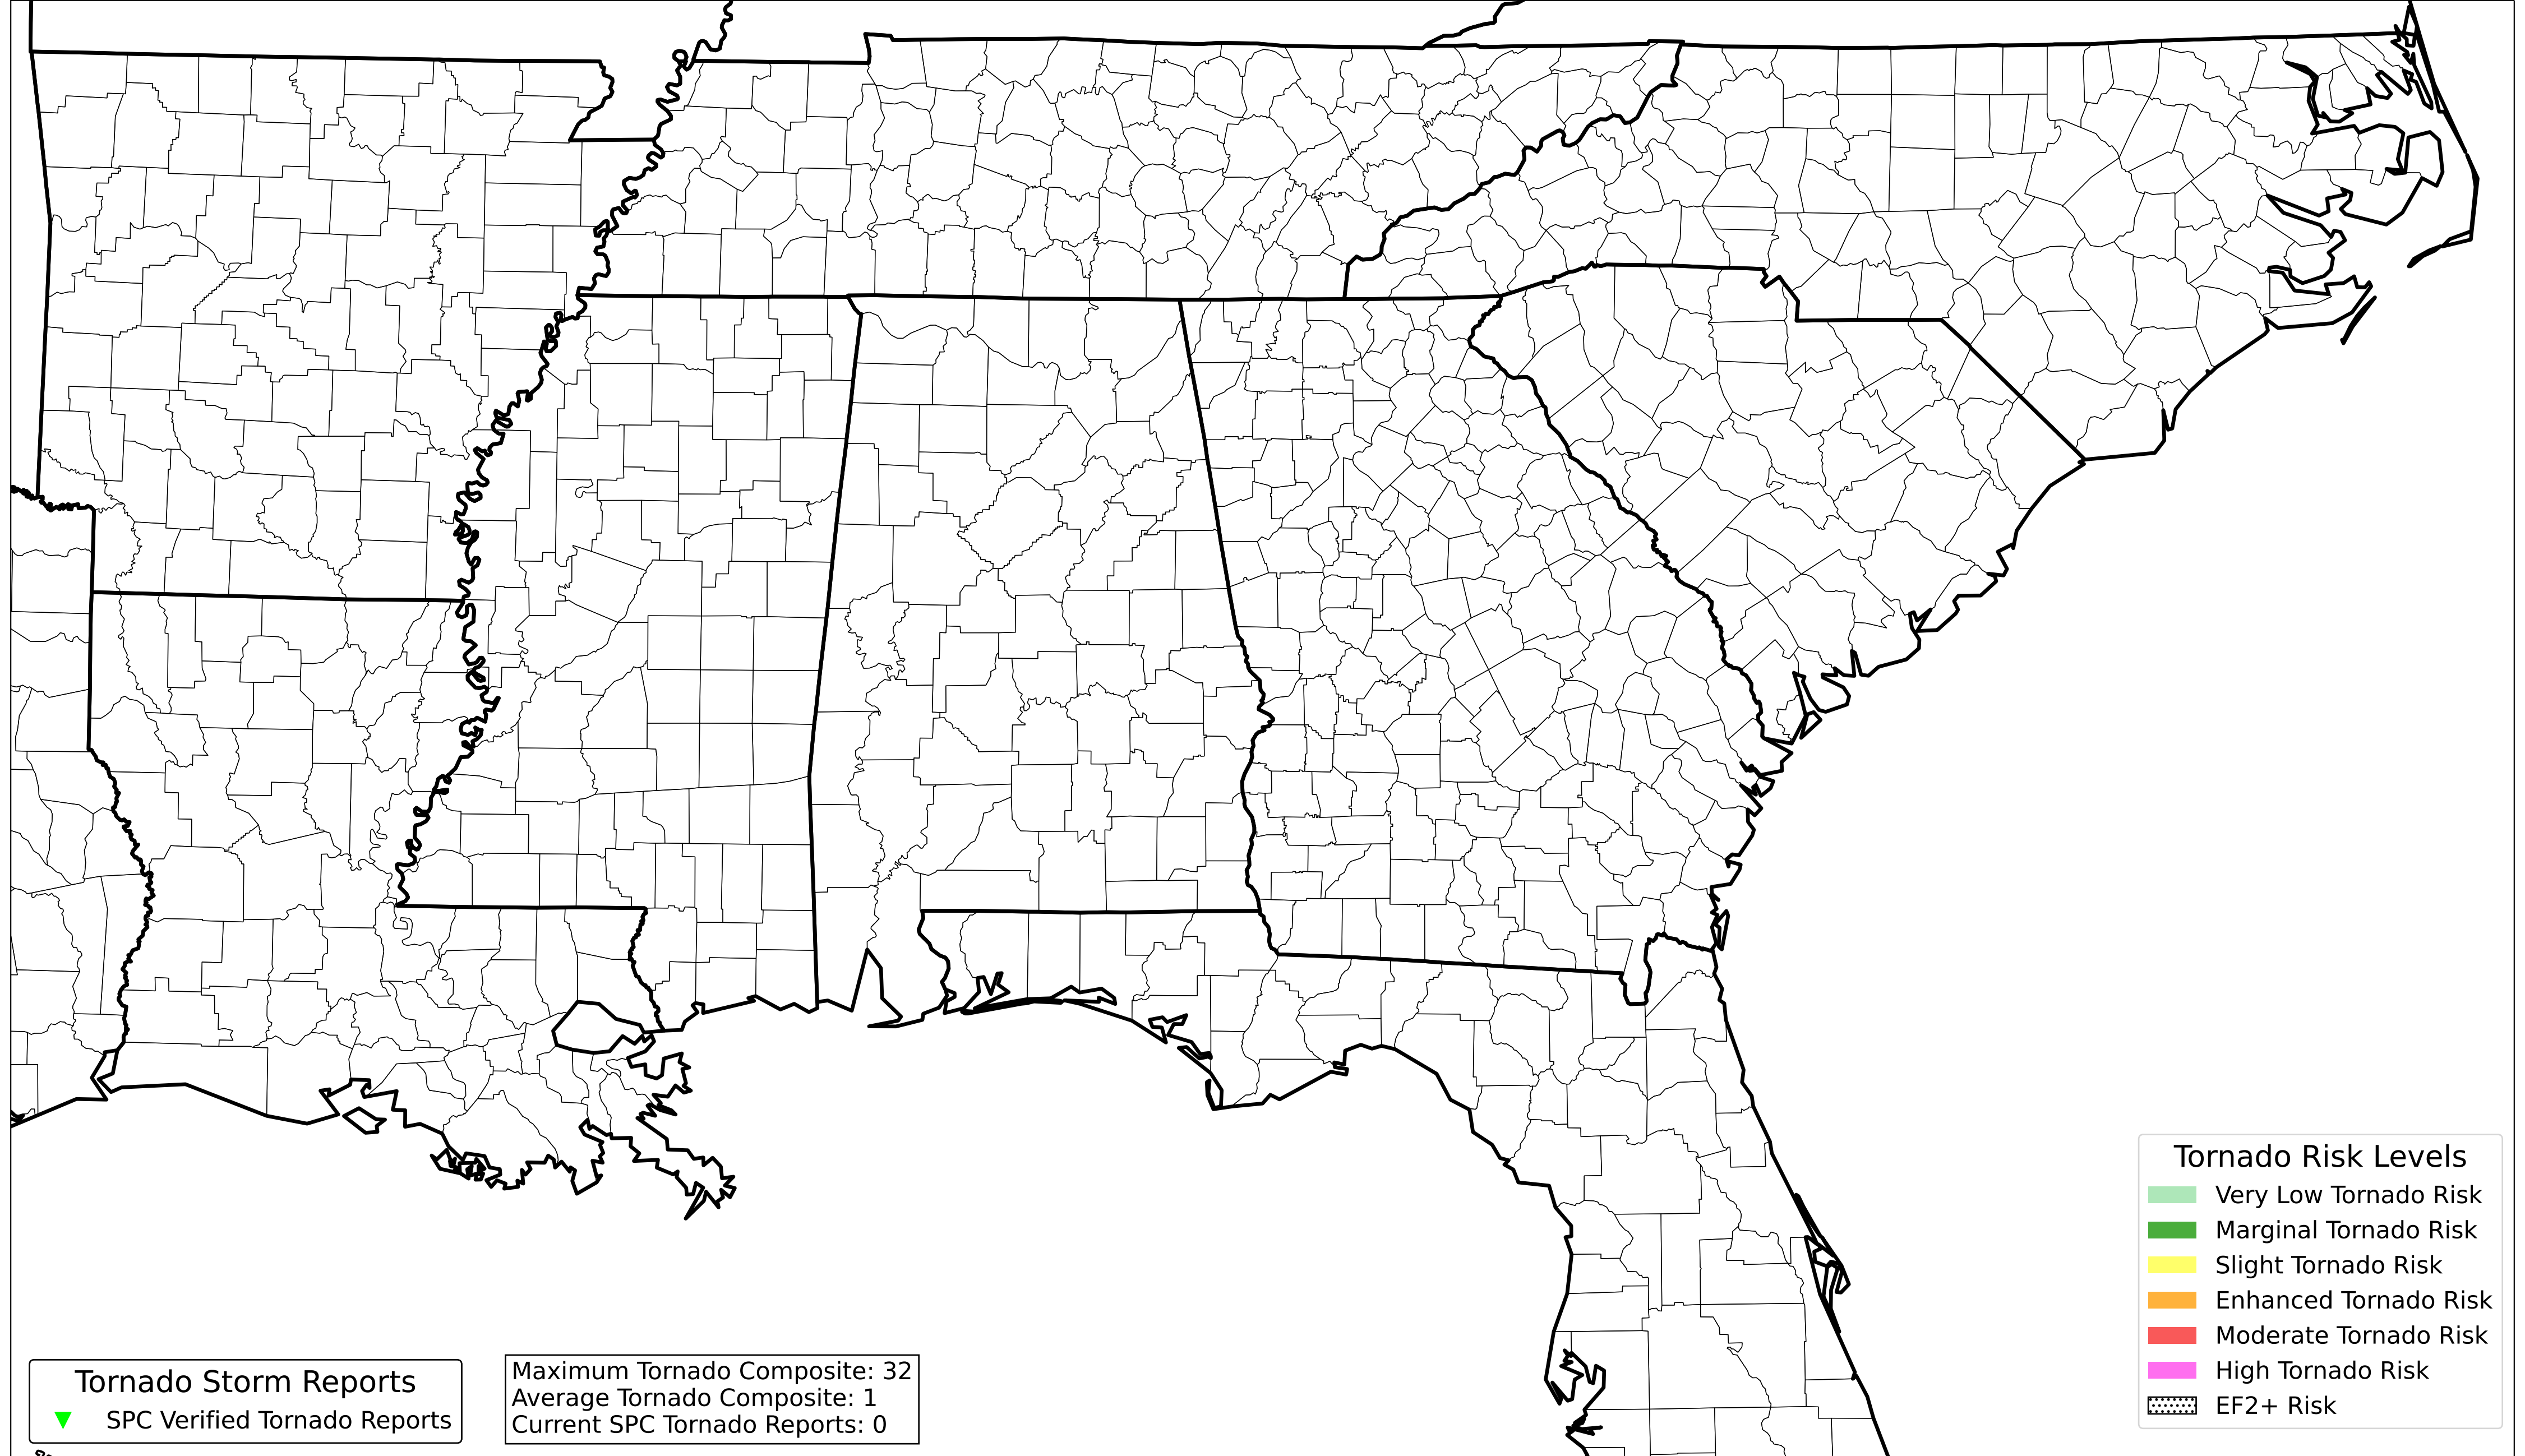 Tornado Storm Reports
SPC Verified Tornado Reports
Maximum Tornado Composite: 32
Average Tornado Composite: 1
Current SPC Tornado Reports: 0
Tornado Risk Levels
Very Low Tornado Risk
Marginal Tornado Risk
Slight Tornado Risk
Enhanced Tornado Risk
Moderate Tornado Risk
High Tornado Risk
EF2+ Risk